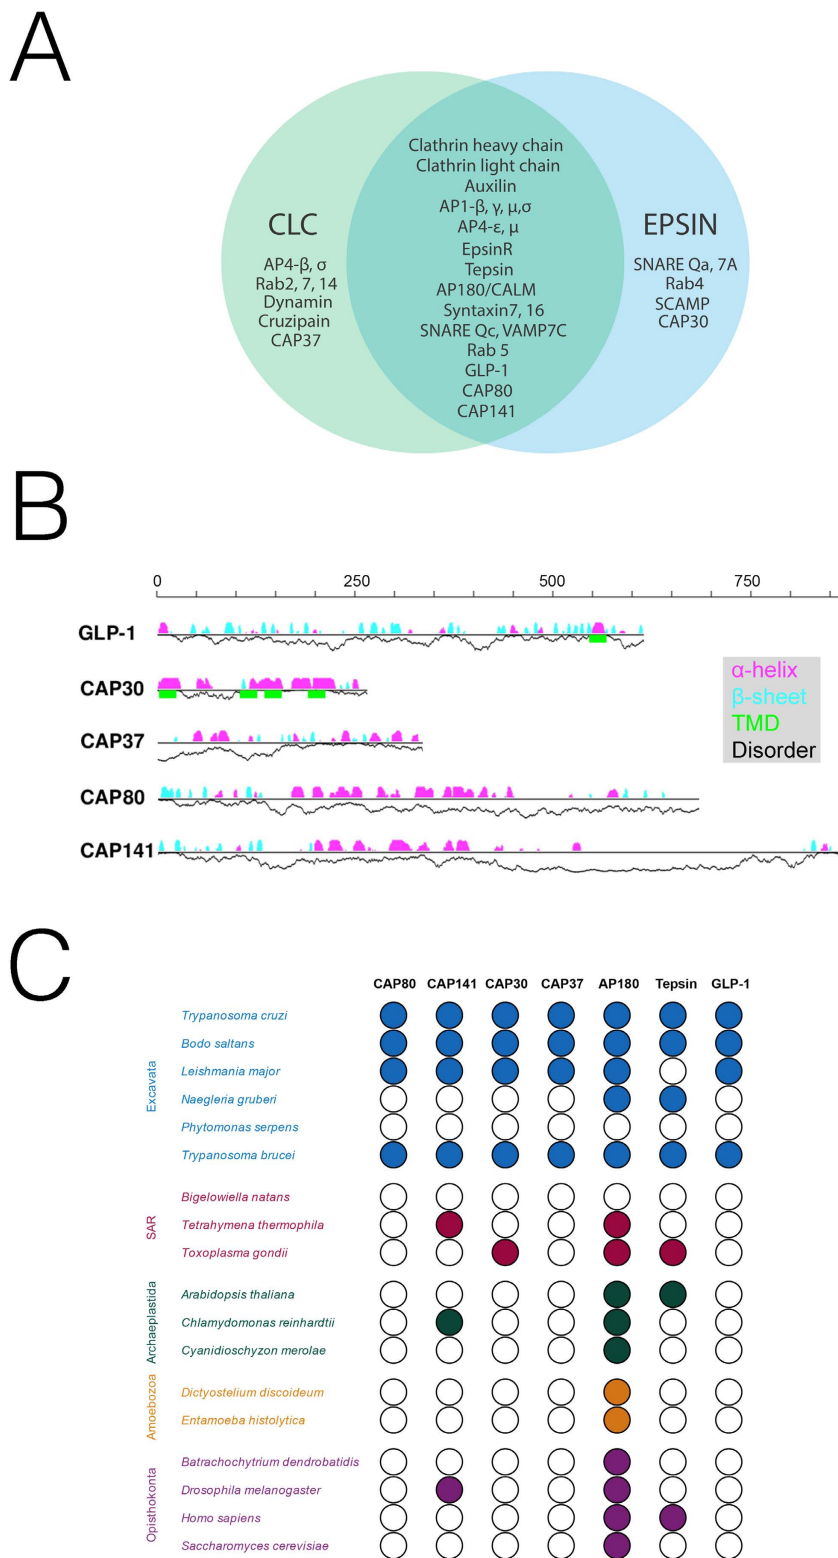 A
CLC
AP4-β, σ
Rab2, 7, 14
Dynamin
Cruzipain
CAP37
Clathrin heavy chain
Clathrin light chain
Auxilin
AP1-β, γ, μ,σ
AP4-ε, μ
EpsinR
Tepsin
AP180/CALM
Syntaxin7, 16
SNARE Qc, VAMP7C
Rab 5
GLP-1
CAP80
CAP141
EPSIN
SNARE Qa, 7A
Rab4
SCAMP
CAP30
B
0 250 500 750
GLP-1
CAP30
CAP37
CAP80
CAP141
α-helix
β-sheet
TMD
Disorder
C
CAP80 CAP141 CAP30 CAP37 AP180 Tepsin GLP-1
Excavata
Trypanosoma cruzi
Bodo saltans
Leishmania major
Naegleria gruberi
Phytomonas serpens
Trypanosoma brucei
SAR
Bigelowiella natans
Tetrahymena thermophila
Toxoplasma gondii
Archaeplastida
Arabidopsis thaliana
Chlamydomonas reinhardtii
Cyanidioschyzon merolae
Amoebozoa
Dictyostelium discoideum
Entamoeba histolytica
Opisthokonta
Batrachochytrium dendrobatidis
Drosophila melanogaster
Homo sapiens
Saccharomyces cerevisiae